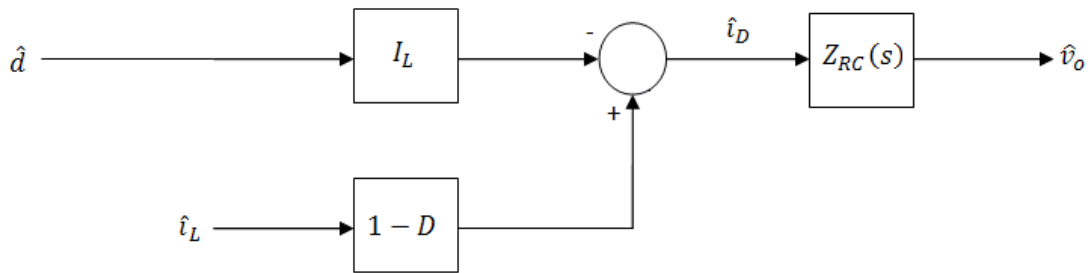 d̂
I_L
-
î_D
Z_RC(s)
v̂_o
+
î_L
1 − D